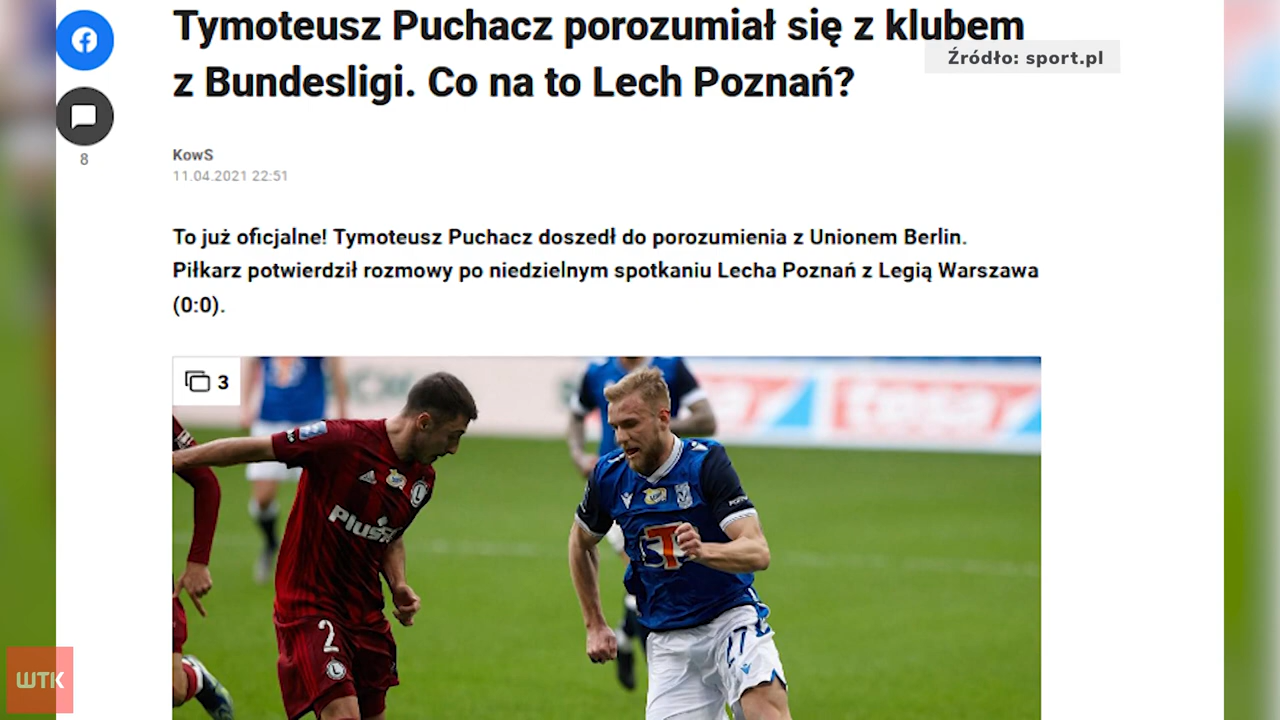 Tymoteusz Puchacz porozumiał się z klubem
z Bundesligi. Co na to Lech Poznań?
Źródło: sport.pl
8
KowS
11.04.2021 22:51
To już oficjalne! Tymoteusz Puchacz doszedł do porozumienia z Unionem Berlin.
Piłkarz potwierdził rozmowy po niedzielnym spotkaniu Lecha Poznań z Legią Warszawa
(0:0).
3
Plus
2
27
WTK